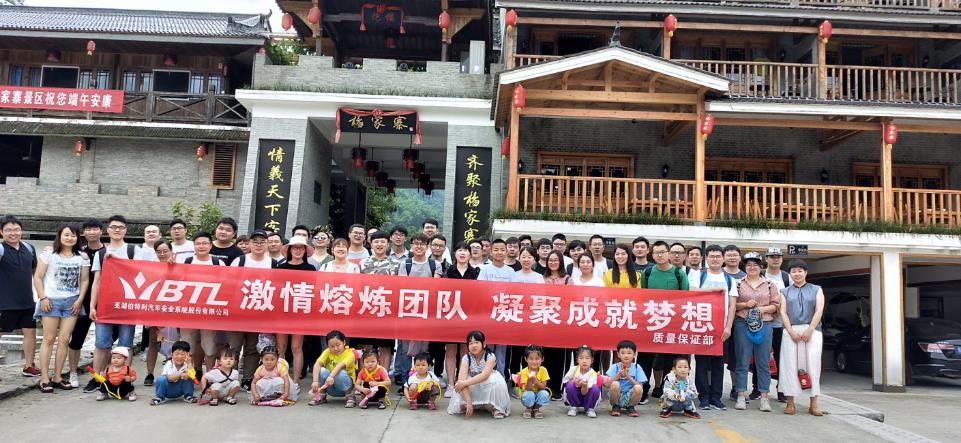 家寨景区祝您端午安康
杨家寨
情義天下客
齐聚杨家寨
BTL
芜湖伯特利汽车安全系统股份有限公司
激情熔炼团队 凝聚成就梦想
质量保证部
P